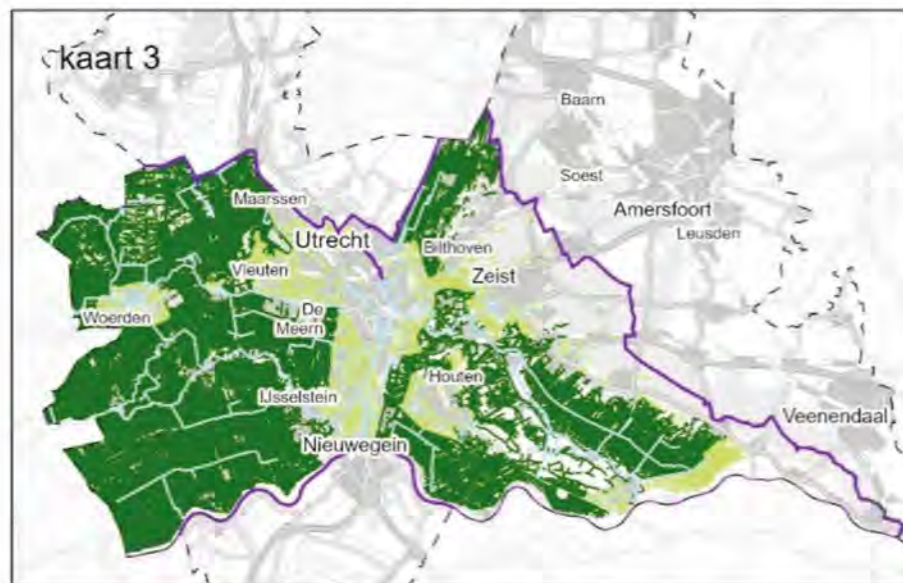 kaart 3
Baarn
Soest
Maarssen
Amersfoort
Leusden
Utrecht
Bilthoven
Vleuten
Zeist
Woerden
De
Meern
Houten
IJsselstein
Veenendaal
Nieuwegein